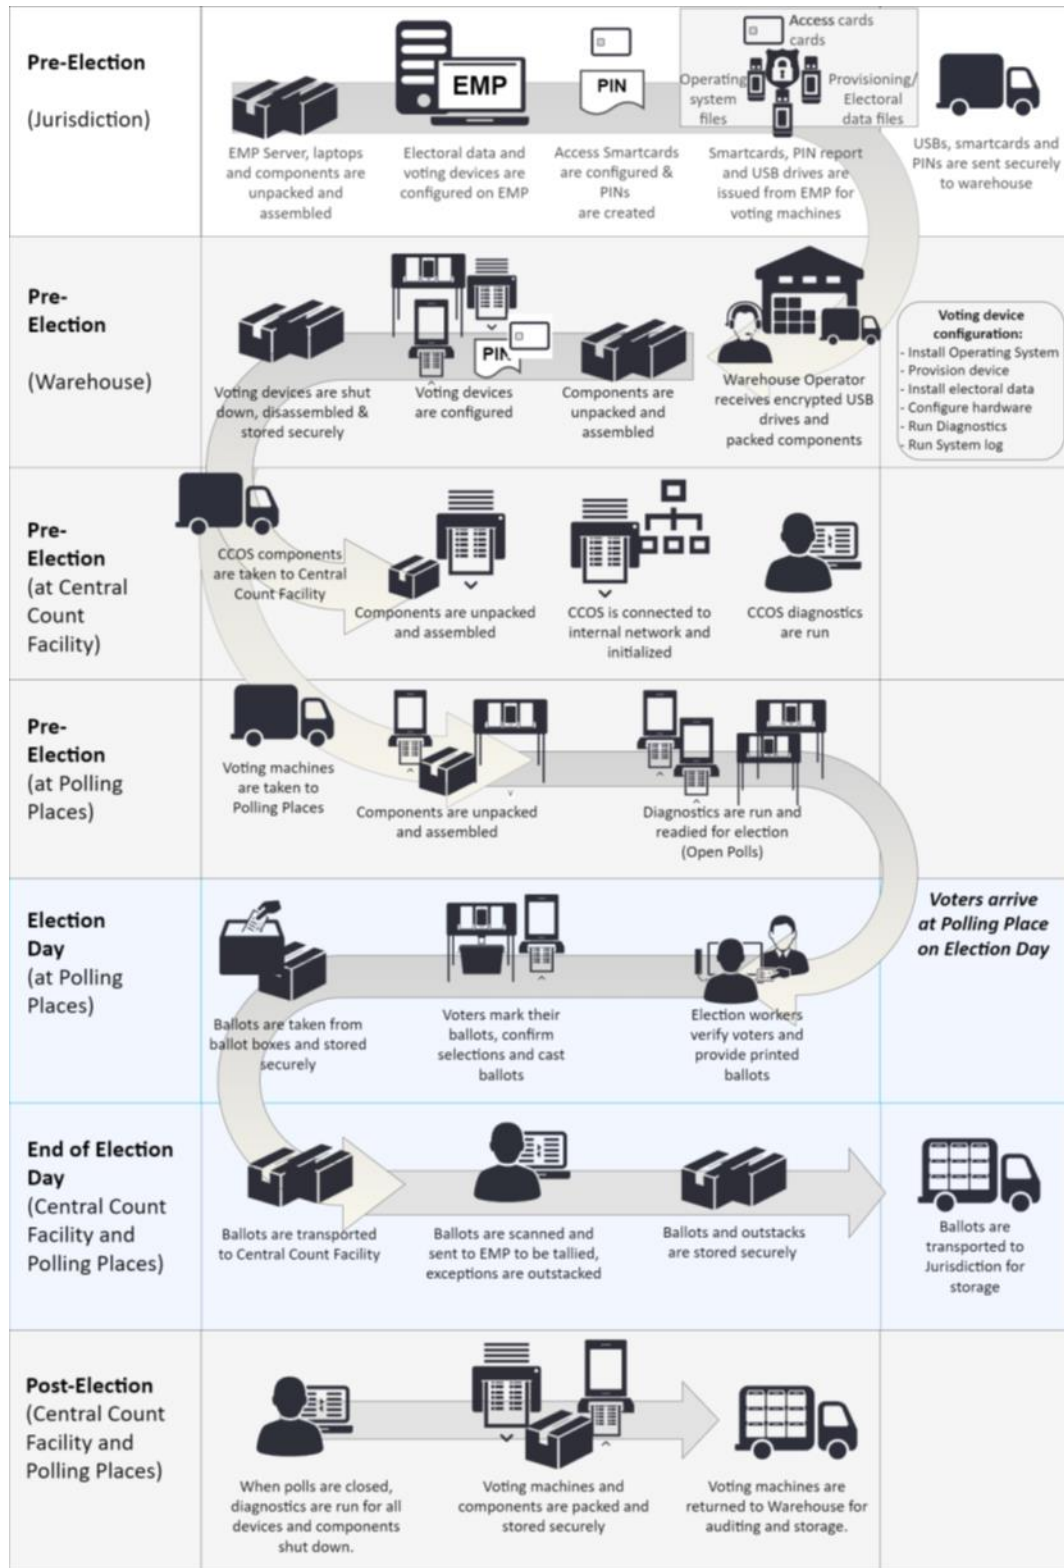 Pre-Election
(Jurisdiction)
EMP
PIN
Access cards
cards
Operating
system
files
Provisioning/
Electoral
data files
EMP Server, laptops
and components are
unpacked and
assembled
Electoral data and
voting devices are
configured on EMP
Access Smartcards
are configured &
PINs
are created
Smartcards, PIN report
and USB drives are
issued from EMP for
voting machines
USBs, smartcards and
PINs are sent securely
to warehouse
Pre-
Election
(Warehouse)
PIN
Voting devices are shut
down, disassembled &
stored securely
Voting devices
are configured
Components are
unpacked and
assembled
Warehouse Operator
receives encrypted USB
drives and
packed components
Voting device
configuration:
- Install Operating System
- Provision device
- Install electoral data
- Configure hardware
- Run Diagnostics
- Run System log
Pre-
Election
(at Central
Count
Facility)
CCOS components
are taken to Central
Count Facility
Components are unpacked
and assembled
CCOS is connected to
internal network and
initialized
CCOS diagnostics
are run
Pre-
Election
(at Polling
Places)
Voting machines
are taken to
Polling Places
Components are unpacked
and assembled
Diagnostics are run and
readied for election
(Open Polls)
Election
Day
(at Polling
Places)
Voters arrive
at Polling Place
on Election Day
Ballots are taken from
ballot boxes and stored
securely
Voters mark their
ballots, confirm
selections and cast
ballots
Election workers
verify voters and
provide printed
ballots
End of Election
Day
(Central Count
Facility and
Polling Places)
Ballots are transported
to Central Count Facility
Ballots are scanned and
sent to EMP to be tallied,
exceptions are outstacked
Ballots and outstacks
are stored securely
Ballots are
transported to
Jurisdiction for
storage
Post-Election
(Central Count
Facility and
Polling Places)
When polls are closed,
diagnostics are run for all
devices and components
shut down.
Voting machines and
components are packed and
stored securely
Voting machines are
returned to Warehouse for
auditing and storage.